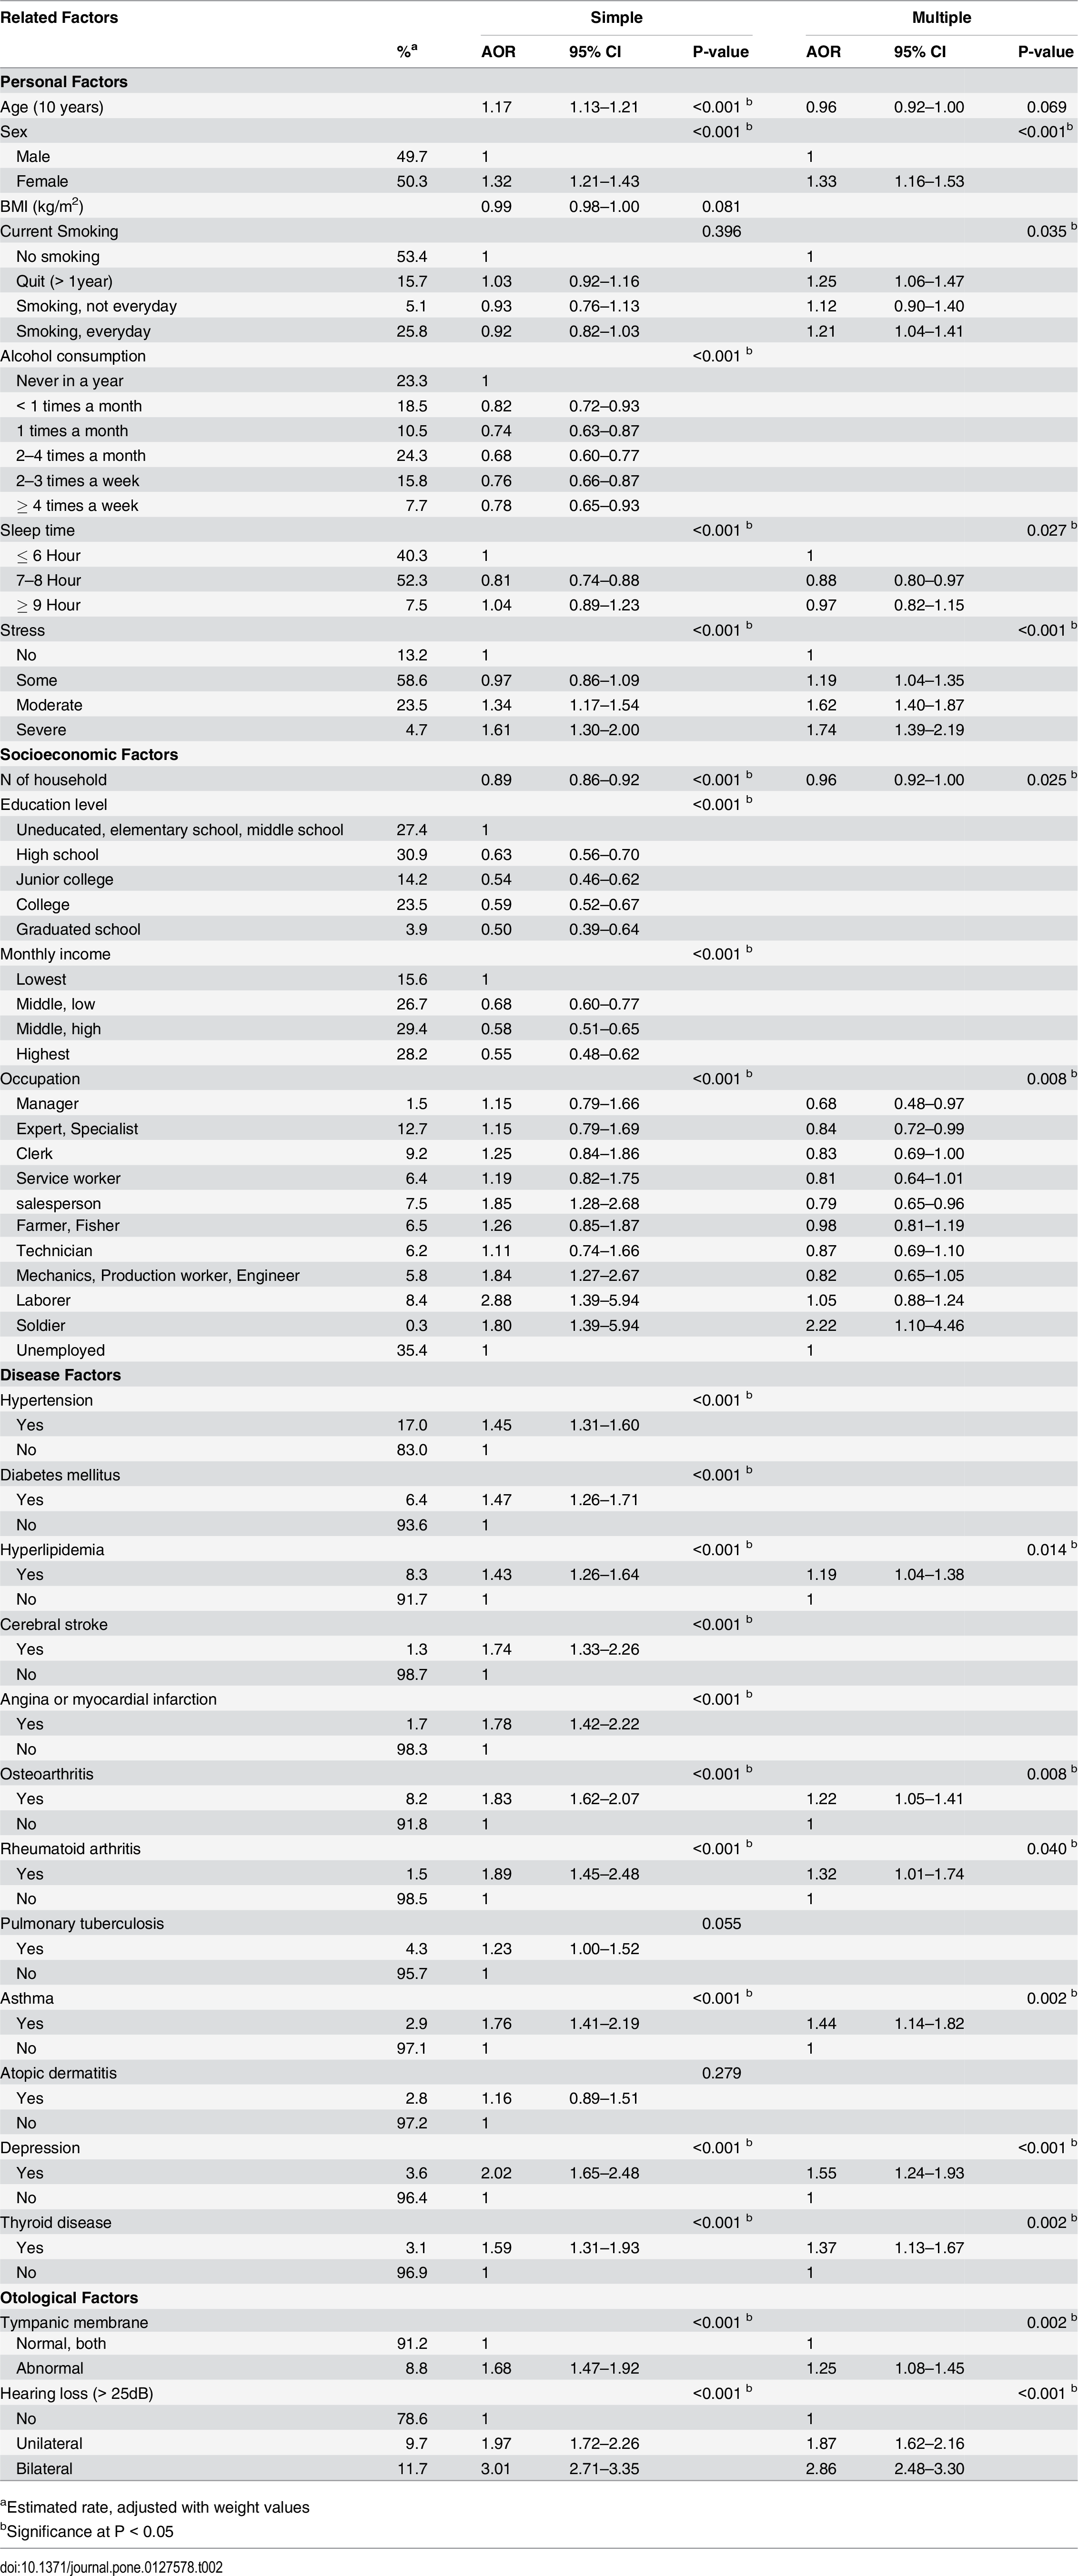 Related Factors Simple Multiple
%a AOR 95% CI P-value AOR 95% CI P-value
Personal Factors
Age (10 years) 1.17 1.13–1.21 <0.001 b 0.96 0.92–1.00 0.069
Sex <0.001 b <0.001b
Male 49.7 1 1
Female 50.3 1.32 1.21–1.43 1.33 1.16–1.53
BMI (kg/m2) 0.99 0.98–1.00 0.081
Current Smoking 0.396 0.035 b
No smoking 53.4 1 1
Quit (> 1year) 15.7 1.03 0.92–1.16 1.25 1.06–1.47
Smoking, not everyday 5.1 0.93 0.76–1.13 1.12 0.90–1.40
Smoking, everyday 25.8 0.92 0.82–1.03 1.21 1.04–1.41
Alcohol consumption <0.001 b
Never in a year 23.3 1
< 1 times a month 18.5 0.82 0.72–0.93
1 times a month 10.5 0.74 0.63–0.87
2–4 times a month 24.3 0.68 0.60–0.77
2–3 times a week 15.8 0.76 0.66–0.87
≥ 4 times a week 7.7 0.78 0.65–0.93
Sleep time <0.001 b 0.027 b
≤ 6 Hour 40.3 1 1
7–8 Hour 52.3 0.81 0.74–0.88 0.88 0.80–0.97
≥ 9 Hour 7.5 1.04 0.89–1.23 0.97 0.82–1.15
Stress <0.001 b <0.001 b
No 13.2 1 1
Some 58.6 0.97 0.86–1.09 1.19 1.04–1.35
Moderate 23.5 1.34 1.17–1.54 1.62 1.40–1.87
Severe 4.7 1.61 1.30–2.00 1.74 1.39–2.19
Socioeconomic Factors
N of household 0.89 0.86–0.92 <0.001 b 0.96 0.92–1.00 0.025 b
Education level <0.001 b
Uneducated, elementary school, middle school 27.4 1
High school 30.9 0.63 0.56–0.70
Junior college 14.2 0.54 0.46–0.62
College 23.5 0.59 0.52–0.67
Graduated school 3.9 0.50 0.39–0.64
Monthly income <0.001 b
Lowest 15.6 1
Middle, low 26.7 0.68 0.60–0.77
Middle, high 29.4 0.58 0.51–0.65
Highest 28.2 0.55 0.48–0.62
Occupation <0.001 b 0.008 b
Manager 1.5 1.15 0.79–1.66 0.68 0.48–0.97
Expert, Specialist 12.7 1.15 0.79–1.69 0.84 0.72–0.99
Clerk 9.2 1.25 0.84–1.86 0.83 0.69–1.00
Service worker 6.4 1.19 0.82–1.75 0.81 0.64–1.01
salesperson 7.5 1.85 1.28–2.68 0.79 0.65–0.96
Farmer, Fisher 6.5 1.26 0.85–1.87 0.98 0.81–1.19
Technician 6.2 1.11 0.74–1.66 0.87 0.69–1.10
Mechanics, Production worker, Engineer 5.8 1.84 1.27–2.67 0.82 0.65–1.05
Laborer 8.4 2.88 1.39–5.94 1.05 0.88–1.24
Soldier 0.3 1.80 1.39–5.94 2.22 1.10–4.46
Unemployed 35.4 1 1
Disease Factors
Hypertension <0.001 b
Yes 17.0 1.45 1.31–1.60
No 83.0 1
Diabetes mellitus <0.001 b
Yes 6.4 1.47 1.26–1.71
No 93.6 1
Hyperlipidemia <0.001 b 0.014 b
Yes 8.3 1.43 1.26–1.64 1.19 1.04–1.38
No 91.7 1 1
Cerebral stroke <0.001 b
Yes 1.3 1.74 1.33–2.26
No 98.7 1
Angina or myocardial infarction <0.001 b
Yes 1.7 1.78 1.42–2.22
No 98.3 1
Osteoarthritis <0.001 b 0.008 b
Yes 8.2 1.83 1.62–2.07 1.22 1.05–1.41
No 91.8 1 1
Rheumatoid arthritis <0.001 b 0.040 b
Yes 1.5 1.89 1.45–2.48 1.32 1.01–1.74
No 98.5 1 1
Pulmonary tuberculosis 0.055
Yes 4.3 1.23 1.00–1.52
No 95.7 1
Asthma <0.001 b 0.002 b
Yes 2.9 1.76 1.41–2.19 1.44 1.14–1.82
No 97.1 1 1
Atopic dermatitis 0.279
Yes 2.8 1.16 0.89–1.51
No 97.2 1
Depression <0.001 b <0.001 b
Yes 3.6 2.02 1.65–2.48 1.55 1.24–1.93
No 96.4 1 1
Thyroid disease <0.001 b 0.002 b
Yes 3.1 1.59 1.31–1.93 1.37 1.13–1.67
No 96.9 1 1
Otological Factors
Tympanic membrane <0.001 b 0.002 b
Normal, both 91.2 1 1
Abnormal 8.8 1.68 1.47–1.92 1.25 1.08–1.45
Hearing loss (> 25dB) <0.001 b <0.001 b
No 78.6 1 1
Unilateral 9.7 1.97 1.72–2.26 1.87 1.62–2.16
Bilateral 11.7 3.01 2.71–3.35 2.86 2.48–3.30
aEstimated rate, adjusted with weight values
bSignificance at P < 0.05
doi:10.1371/journal.pone.0127578.t002